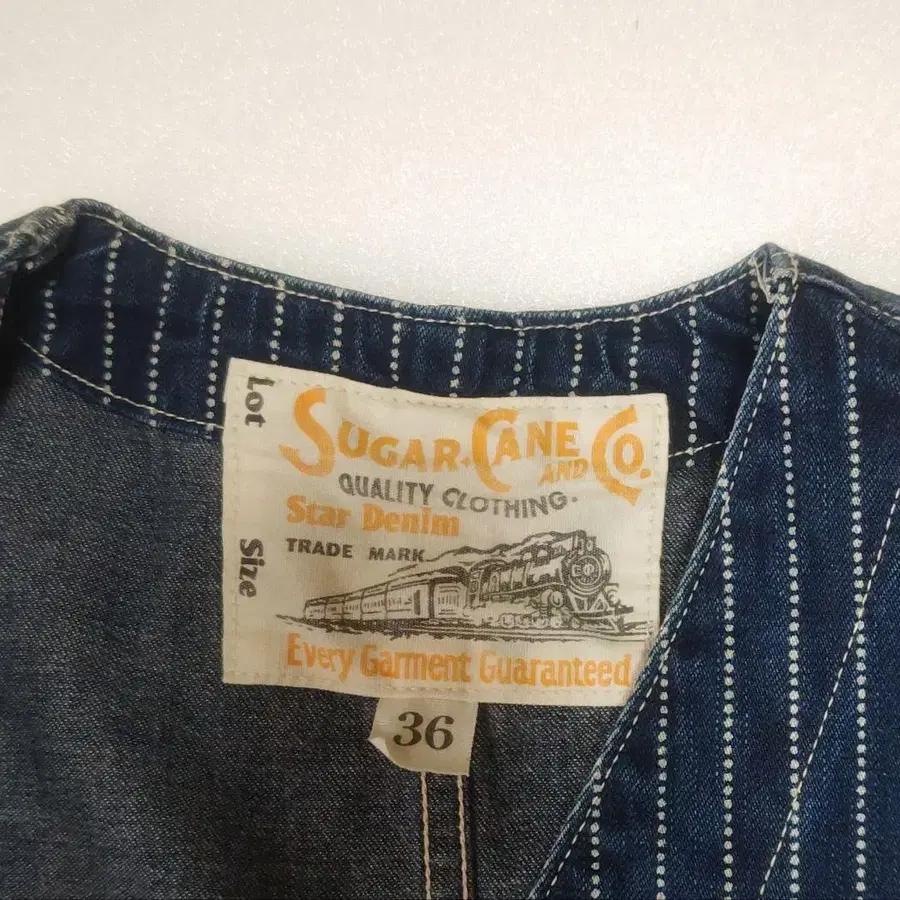 Lot
SUGAR CANE AND CO.
QUALITY CLOTHING.
Star Denim
TRADE MARK
Size
Every Garment Guaranteed
36